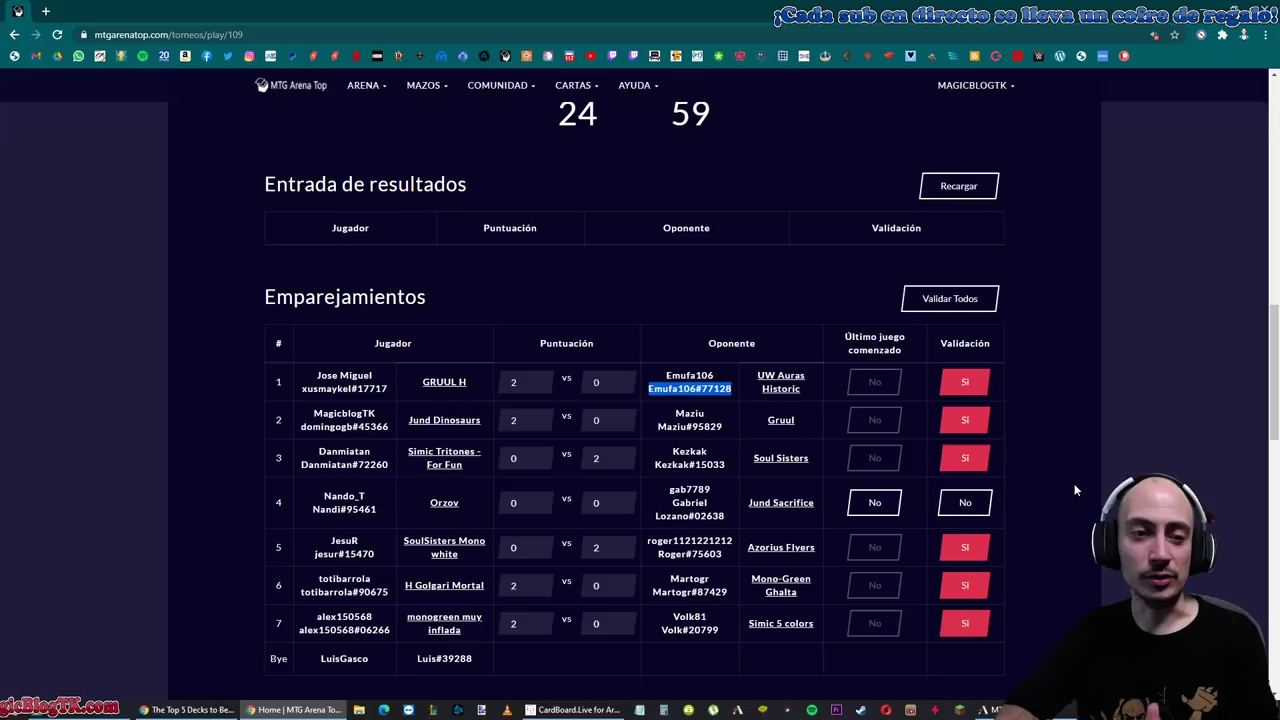 ¡Cada sub en directo se lleva un cofre de regalo!
mtgarenatop.com/torneos/play/109
MTG Arena Top ARENA MAZOS COMUNIDAD CARTAS AYUDA MAGICBLOGTK
24 59
Entrada de resultados Recargar
Jugador Puntuación Oponente Validación
Emparejamientos Validar Todos
# Jugador Puntuación Oponente Último juego comenzado Validación
1 Jose Miguel xusmaykel#17717 GRUUL H 2 vs 0 Emufa106 Emufa106#77128 UW Auras Historic No Si
2 MagicblogTK domingogb#45366 Jund Dinosaurs 2 vs 0 Maziu Maziu#95829 Gruul No Si
3 Danmiatan Danmiatan#72260 Simic Tritones - For Fun 0 vs 2 Kezkak Kezkak#15033 Soul Sisters No Si
4 Nando_T Nandi#95461 Orzov 0 vs 0 gab7789 Gabriel Lozano#02638 Jund Sacrifice No No
5 JesuR jesur#15470 SoulSisters Mono white 0 vs 2 roger1121221212 Roger#75603 Azorius Flyers No Si
6 totibarrola totibarrola#90675 H Golgari Mortal 2 vs 0 Martogr Martogr#87429 Mono-Green Ghalta No Si
7 alex150568 alex150568#06266 monogreen muy inflada 2 vs 0 Volk81 Volk#20799 Simic 5 colors No Si
Bye LuisGasco Luis#39288
agicBlogTK.com The Top 5 Decks to Be... Home | MTG Arena To... CardBoard.Live for Ar... MT